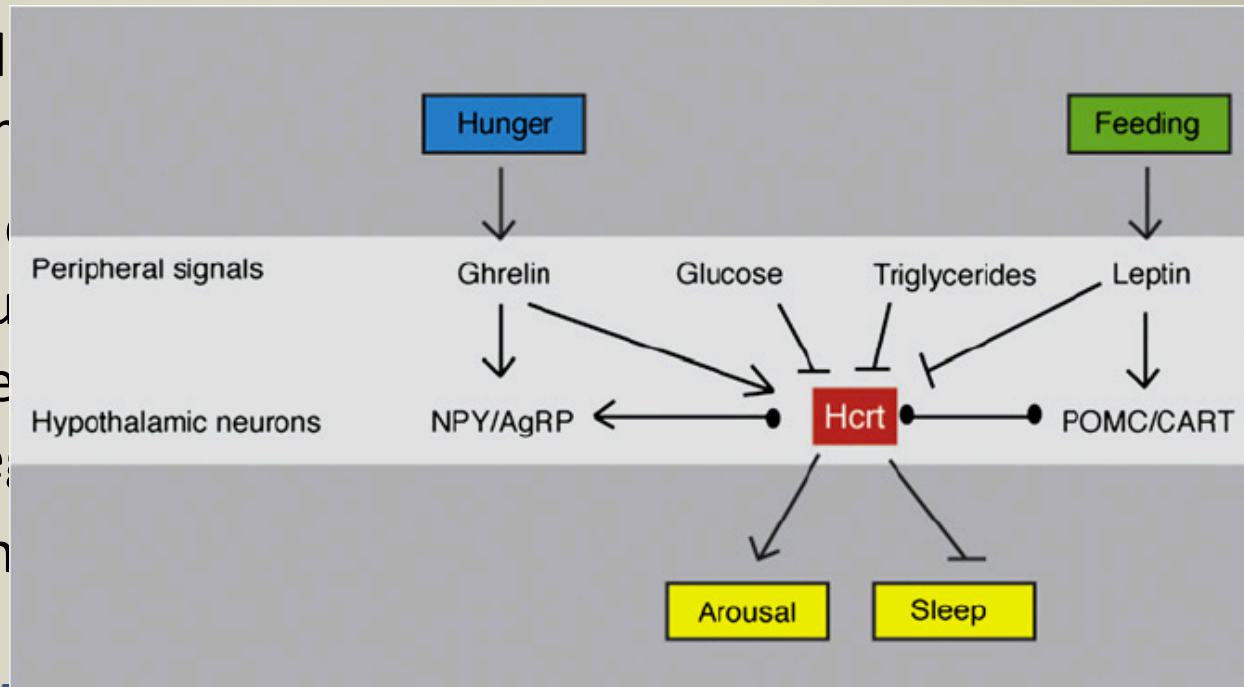 Hunger Feeding
Peripheral signals Ghrelin Glucose Triglycerides Leptin
Hypothalamic neurons NPY/AgRP Hcrt POMC/CART
Arousal Sleep